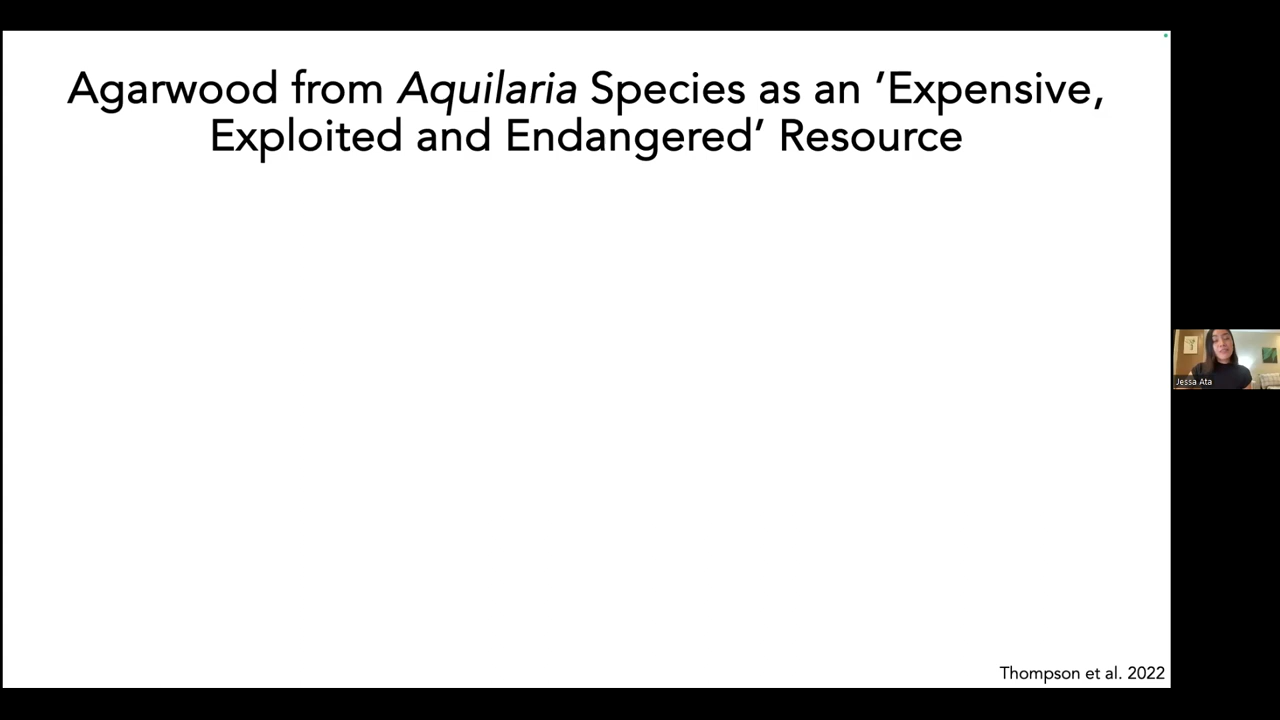 Agarwood from Aquilaria Species as an ‘Expensive,
Exploited and Endangered’ Resource
Jessa Ata
Thompson et al. 2022